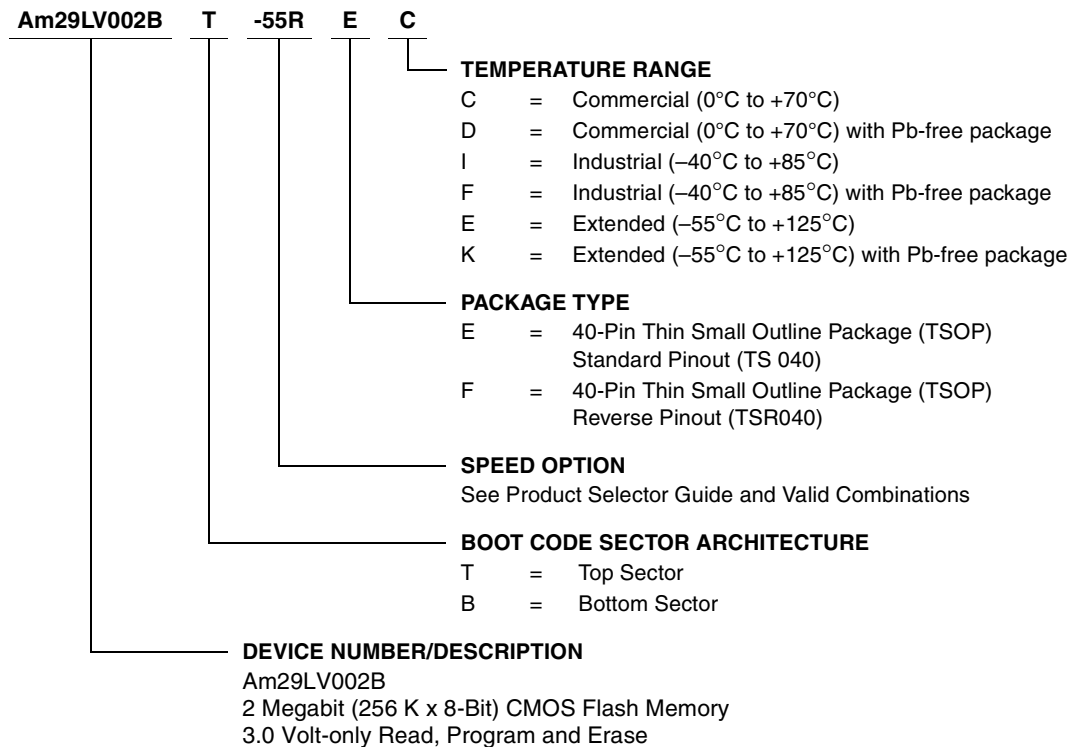 Am29LV002B T -55R E C
TEMPERATURE RANGE
C = Commercial (0°C to +70°C)
D = Commercial (0°C to +70°C) with Pb-free package
I = Industrial (–40°C to +85°C)
F = Industrial (–40°C to +85°C) with Pb-free package
E = Extended (–55°C to +125°C)
K = Extended (–55°C to +125°C) with Pb-free package
PACKAGE TYPE
E = 40-Pin Thin Small Outline Package (TSOP)
Standard Pinout (TS 040)
F = 40-Pin Thin Small Outline Package (TSOP)
Reverse Pinout (TSR040)
SPEED OPTION
See Product Selector Guide and Valid Combinations
BOOT CODE SECTOR ARCHITECTURE
T = Top Sector
B = Bottom Sector
DEVICE NUMBER/DESCRIPTION
Am29LV002B
2 Megabit (256 K x 8-Bit) CMOS Flash Memory
3.0 Volt-only Read, Program and Erase